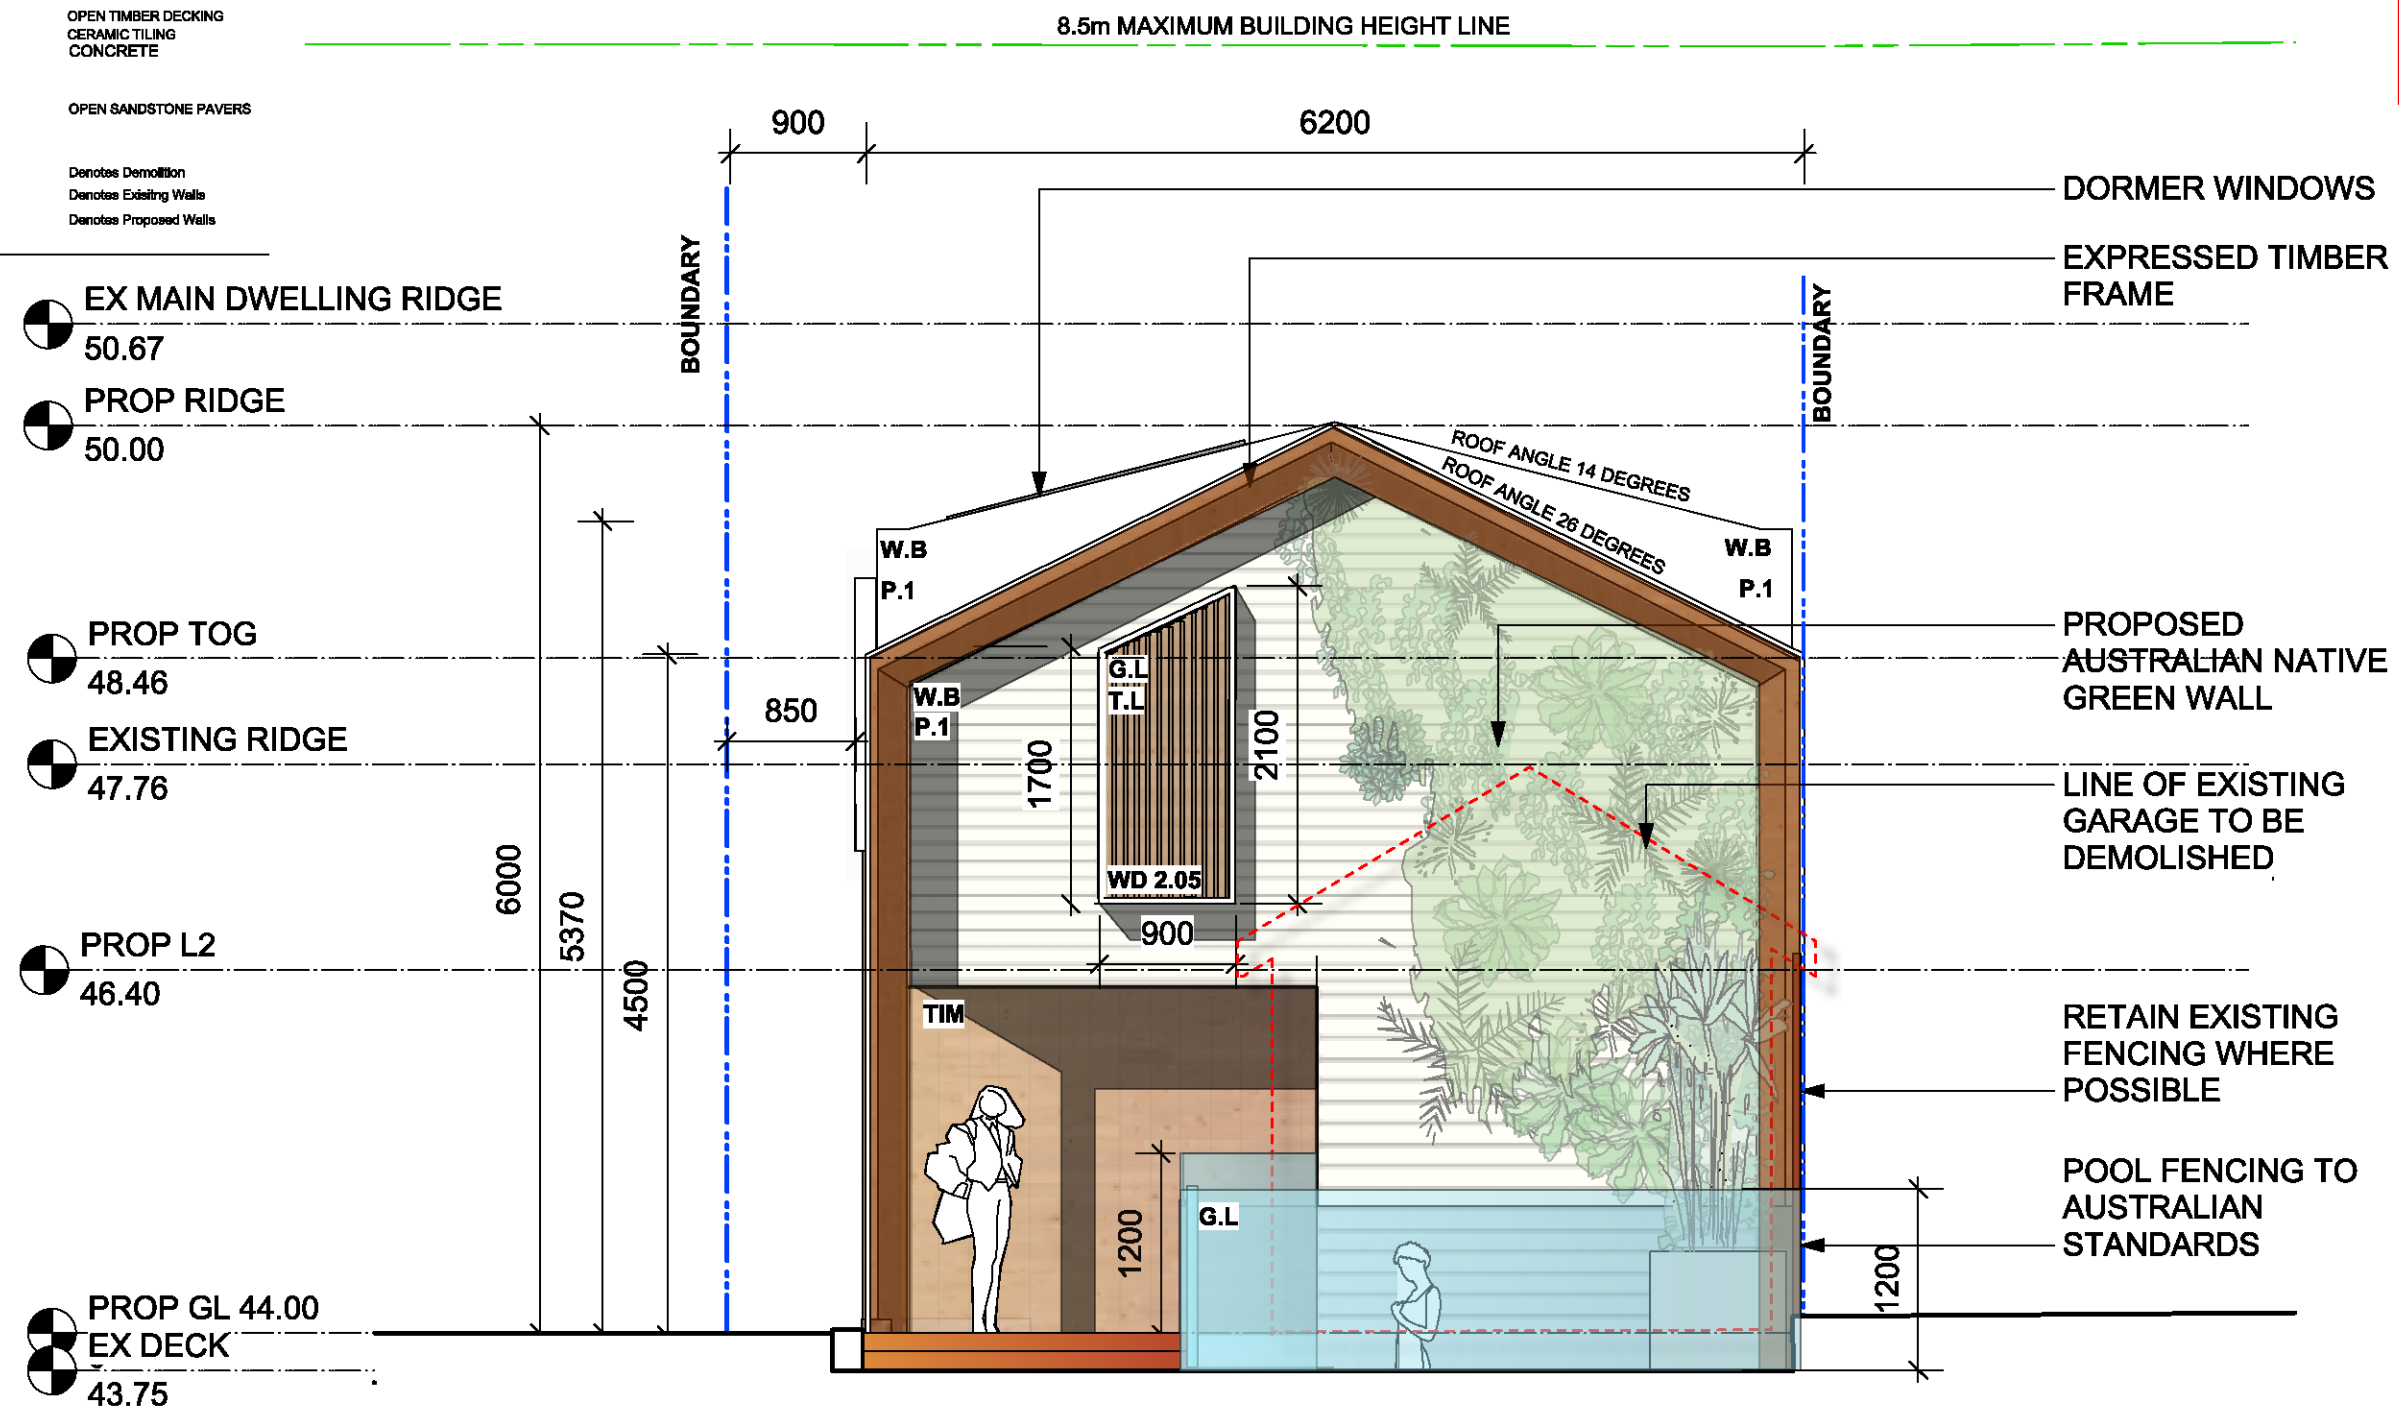 OPEN TIMBER DECKING
CERAMIC TILING
CONCRETE
OPEN SANDSTONE PAVERS
Denotes Demolition
Denotes Exisitng Walls
Denotes Proposed Walls
8.5m MAXIMUM BUILDING HEIGHT LINE
900
6200
BOUNDARY
BOUNDARY
DORMER WINDOWS
EXPRESSED TIMBER
FRAME
EX MAIN DWELLING RIDGE
50.67
PROP RIDGE
50.00
ROOF ANGLE 14 DEGREES
ROOF ANGLE 26 DEGREES
W.B
P.1
W.B
P.1
PROP TOG
48.46
PROPOSED
AUSTRALIAN NATIVE
GREEN WALL
G.L
T.L
W.B
P.1
850
EXISTING RIDGE
47.76
1700
2100
LINE OF EXISTING
GARAGE TO BE
DEMOLISHED
WD 2.05
900
6000
5370
4500
PROP L2
46.40
TIM
RETAIN EXISTING
FENCING WHERE
POSSIBLE
POOL FENCING TO
AUSTRALIAN
STANDARDS
G.L
1200
1200
PROP GL 44.00
EX DECK
43.75